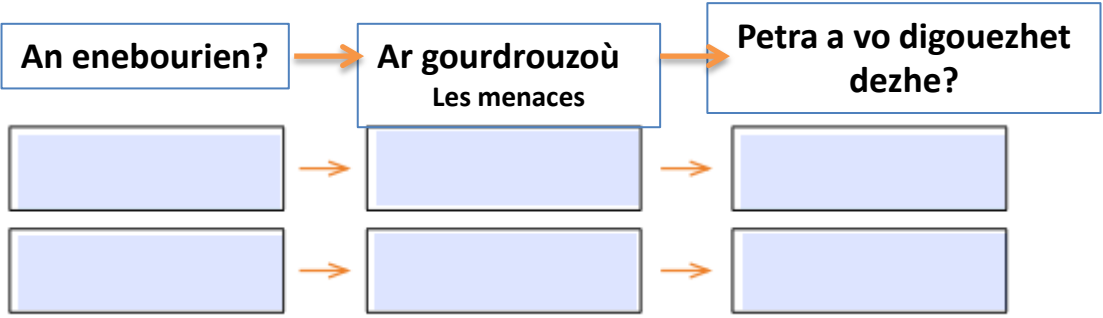 An enebourien?
Ar gourdrouzoù
Les menaces
Petra a vo digouezhet
dezhe?